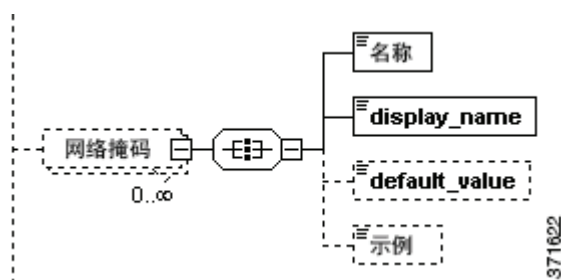 名称
display_name
网络掩码
0..∞
default_value
示例
371622